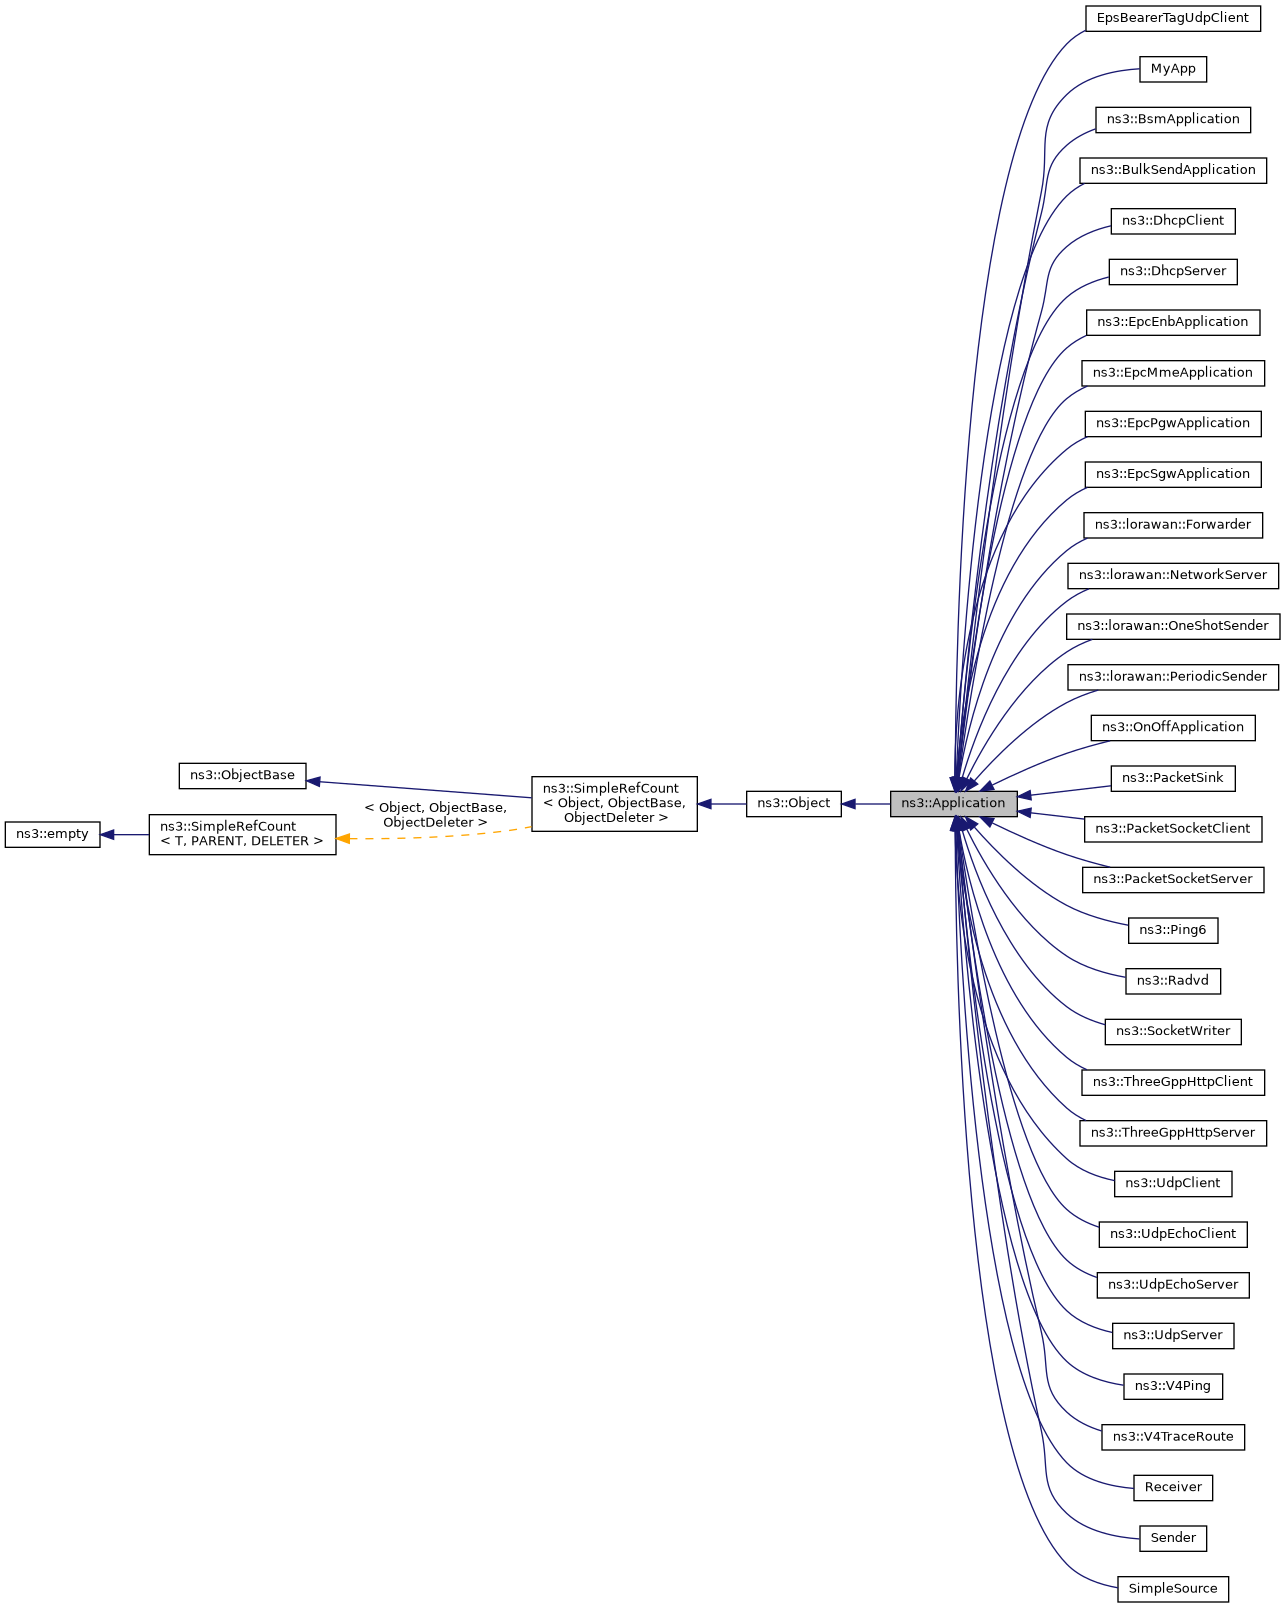 EpsBearerTagUdpClient
MyApp
ns3::BsmApplication
ns3::BulkSendApplication
ns3::DhcpClient
ns3::DhcpServer
ns3::EpcEnbApplication
ns3::EpcMmeApplication
ns3::EpcPgwApplication
ns3::EpcSgwApplication
ns3::lorawan::Forwarder
ns3::lorawan::NetworkServer
ns3::lorawan::OneShotSender
ns3::lorawan::PeriodicSender
ns3::OnOffApplication
ns3::ObjectBase
ns3::empty
ns3::SimpleRefCount
< T, PARENT, DELETER >
< Object, ObjectBase,
ObjectDeleter >
ns3::SimpleRefCount
< Object, ObjectBase,
ObjectDeleter >
ns3::Object
ns3::Application
ns3::PacketSink
ns3::PacketSocketClient
ns3::PacketSocketServer
ns3::Ping6
ns3::Radvd
ns3::SocketWriter
ns3::ThreeGppHttpClient
ns3::ThreeGppHttpServer
ns3::UdpClient
ns3::UdpEchoClient
ns3::UdpEchoServer
ns3::UdpServer
ns3::V4Ping
ns3::V4TraceRoute
Receiver
Sender
SimpleSource